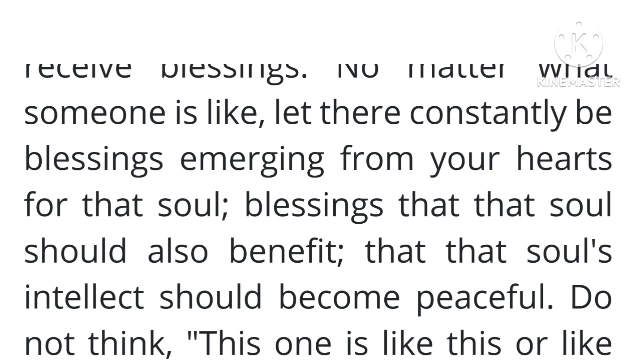 receive blessings. No matter what
KINEMASTER
someone is like, let there constantly be
blessings emerging from your hearts
for that soul; blessings that that soul
should also benefit; that that soul's
intellect should become peaceful. Do
not think, "This one is like this or like